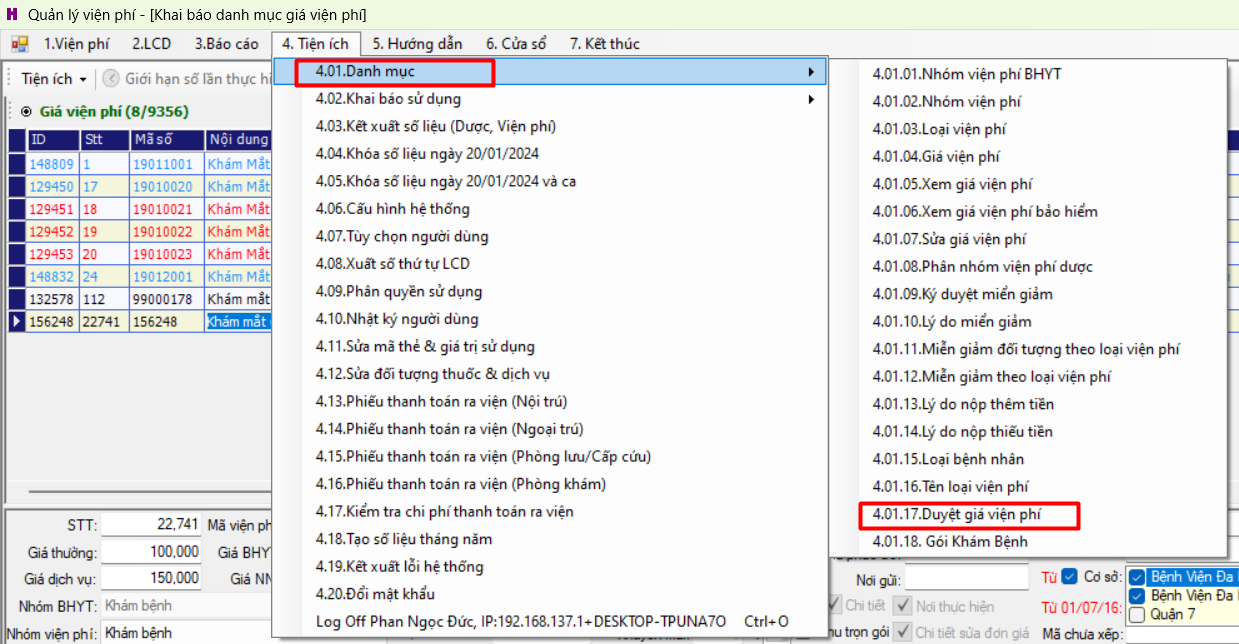 H Quản lý viện phí - [Khai báo danh mục giá viện phí]
1.Viện phí 2.LCD 3.Báo cáo 4. Tiện ích 5. Hướng dẫn 6. Cửa sổ 7. Kết thúc
Tiện ích Giới hạn số lần thực
Giá viện phí (8/9356)
ID Stt Mã số Nội dung
148809 1 19011001 Khám Mắt
129450 17 19010020 Khám Mắt
129451 18 19010021 Khám Mắt
129452 19 19010022 Khám Mắt
129453 20 19010023 Khám Mắt
148832 24 19012001 Khám Mắt
132578 112 99000178 Khám mắt
156248 22741 156248 Khám mắt
4.01.Danh mục
4.02.Khai báo sử dụng
4.03.Kết xuất số liệu (Dược, Viện phí)
4.04.Khóa số liệu ngày 20/01/2024
4.05.Khóa số liệu ngày 20/01/2024 và ca
4.06.Cấu hình hệ thống
4.07.Tùy chọn người dùng
4.08.Xuất số thứ tự LCD
4.09.Phân quyền sử dụng
4.10.Nhật ký người dùng
4.11.Sửa mã thẻ & giá trị sử dụng
4.12.Sửa đối tượng thuốc & dịch vụ
4.13.Phiếu thanh toán ra viện (Nội trú)
4.14.Phiếu thanh toán ra viện (Ngoại trú)
4.15.Phiếu thanh toán ra viện (Phòng lưu/Cấp cứu)
4.16.Phiếu thanh toán ra viện (Phòng khám)
4.17.Kiểm tra chi phí thanh toán ra viện
4.18.Tạo số liệu tháng năm
4.19.Kết xuất lỗi hệ thống
4.20.Đổi mật khẩu
Log Off Phan Ngọc Đức, IP:192.168.137.1+DESKTOP-TPUNA7O Ctrl+O
4.01.01.Nhóm viện phí BHYT
4.01.02.Nhóm viện phí
4.01.03.Loại viện phí
4.01.04.Giá viện phí
4.01.05.Xem giá viện phí
4.01.06.Xem giá viện phí bảo hiểm
4.01.07.Sửa giá viện phí
4.01.08.Phân nhóm viện phí dược
4.01.09.Ký duyệt miển giảm
4.01.10.Lý do miển giảm
4.01.11.Miễn giảm đối tượng theo loại viện phí
4.01.12.Miễn giảm theo loại viện phí
4.01.13.Lý do nộp thêm tiền
4.01.14.Lý do nộp thiếu tiền
4.01.15.Loại bệnh nhân
4.01.16.Tên loại viện phí
4.01.17.Duyệt giá viện phí
4.01.18. Gói Khám Bệnh
STT: 22,741 Mã viện
Giá thường: 100,000 Giá BHY
Giá dịch vụ: 150,000 Giá
Nhóm BHYT: Khám bệnh
Nhóm viện phí: Khám bệnh
Nơi gửi: Từ Cơ sở: Bệnh Viện Đa
Chi tiết Nơi thực hiện Từ 01/07/16: Bệnh Viện Đa
Quận 7
trọn gói Chi tiết sửa đơn giá Mã chưa xếp: